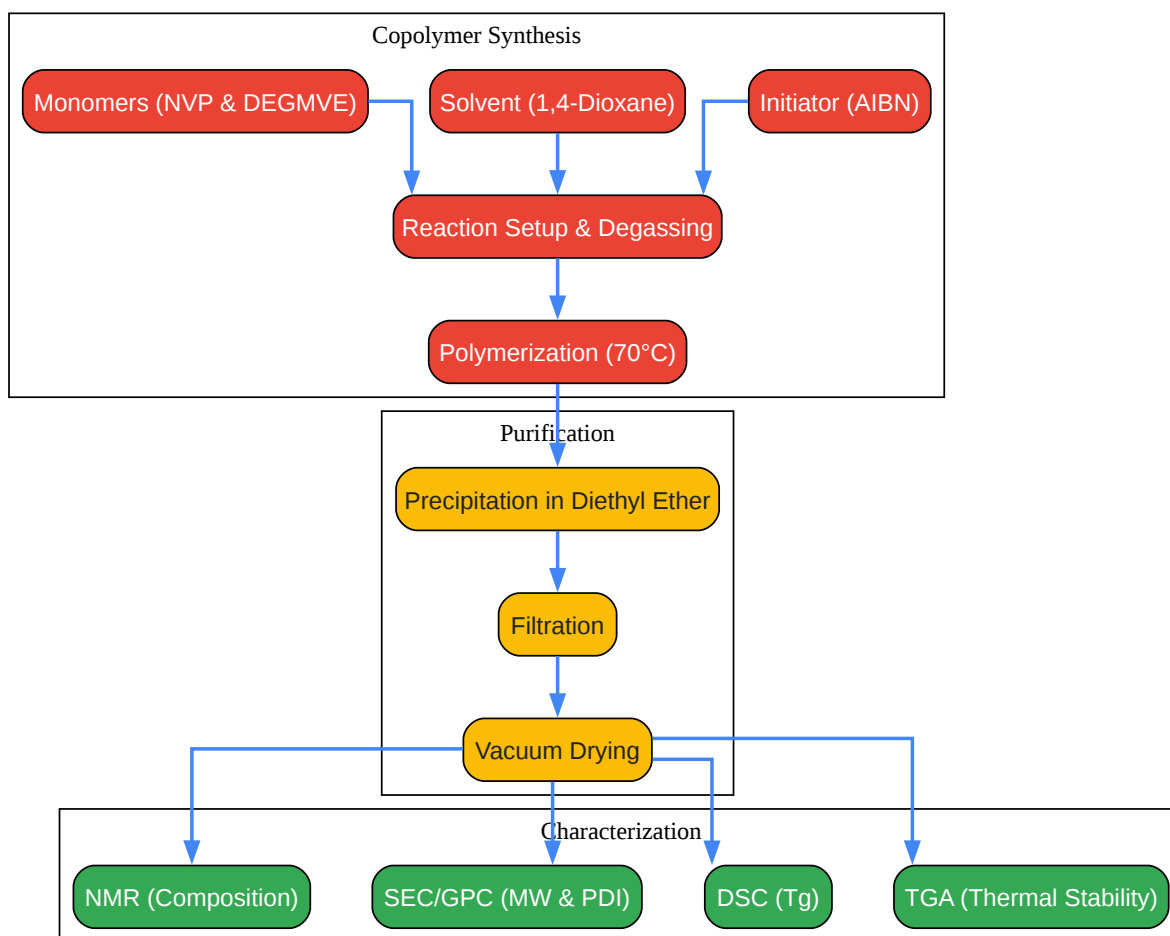 Copolymer Synthesis
Monomers (NVP & DEGMVE)
Solvent (1,4-Dioxane)
Initiator (AIBN)
Reaction Setup & Degassing
Polymerization (70°C)
Purification
Precipitation in Diethyl Ether
Filtration
Vacuum Drying
Characterization
NMR (Composition)
SEC/GPC (MW & PDI)
DSC (Tg)
TGA (Thermal Stability)